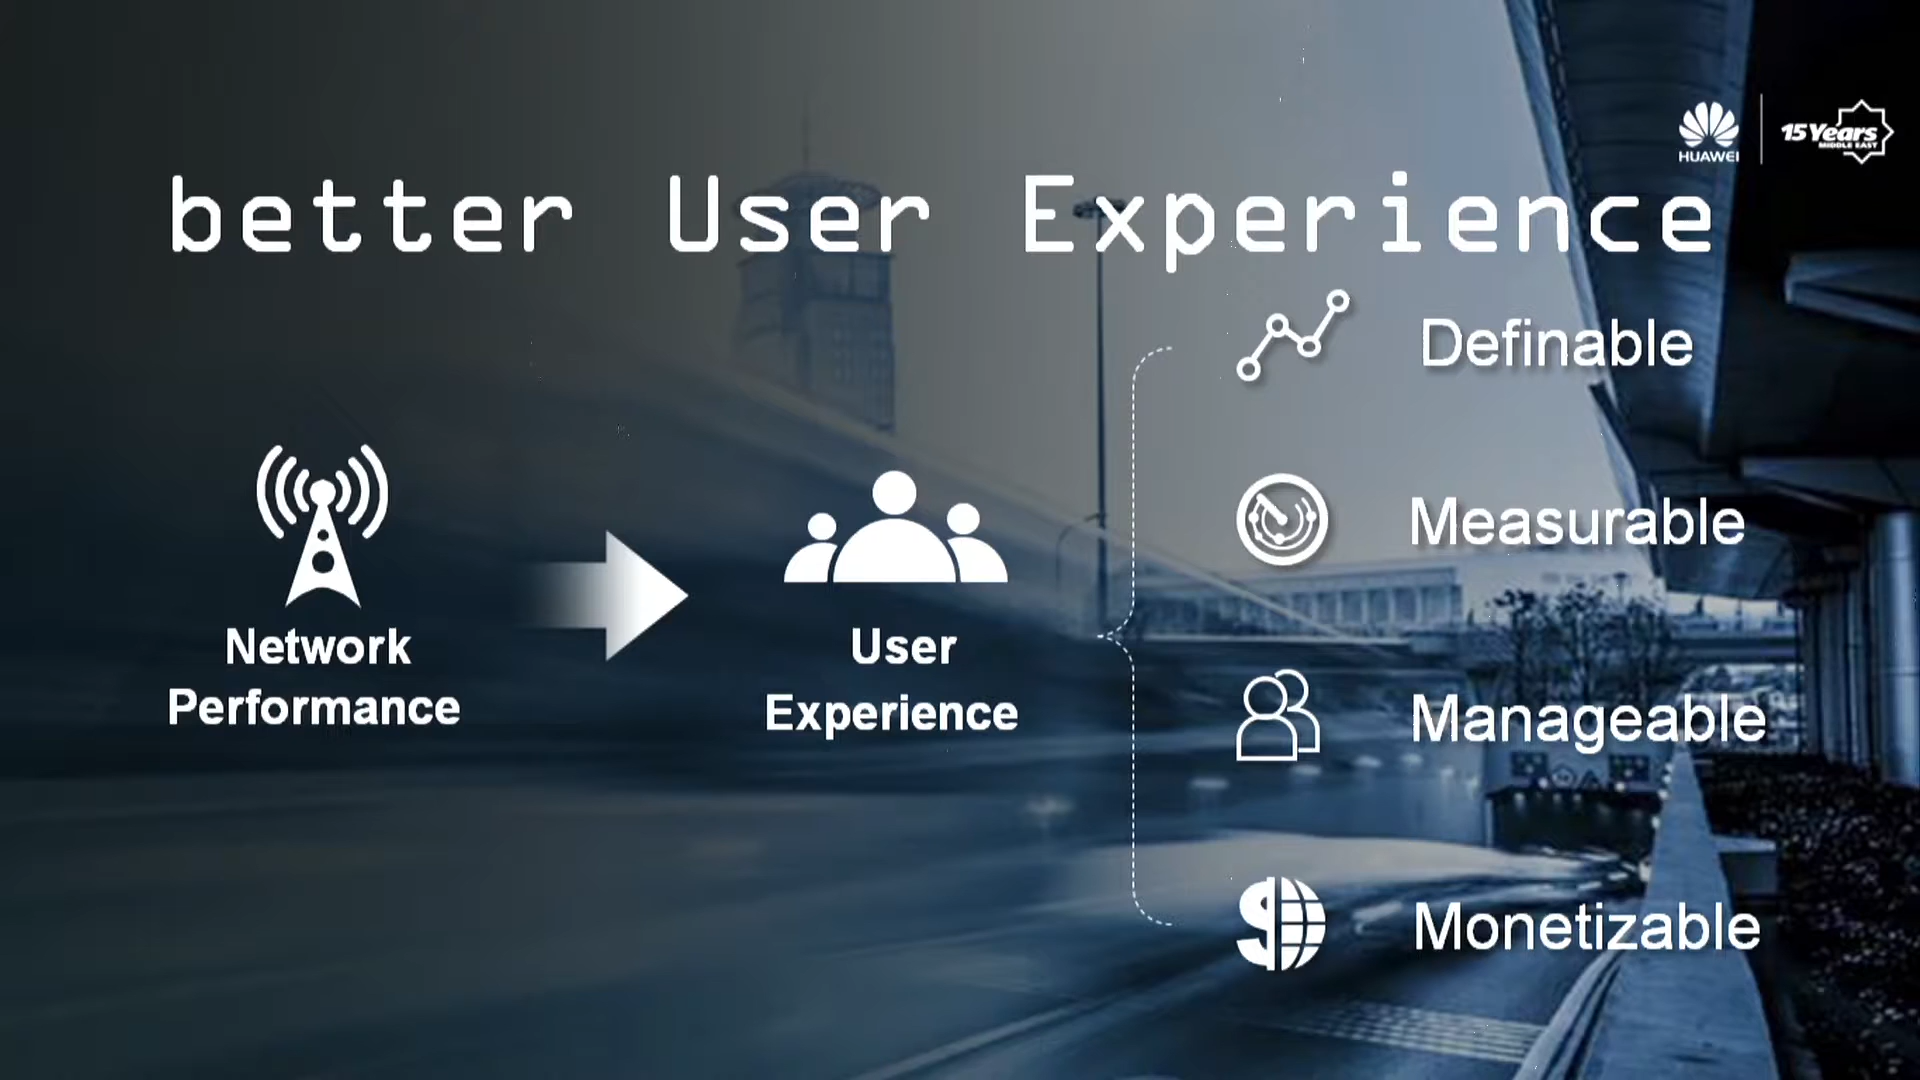 HUAWEI
15 Years
MIDDLE EAST
better User Experience
Network
Performance
User
Experience
Definable
Measurable
Manageable
Monetizable